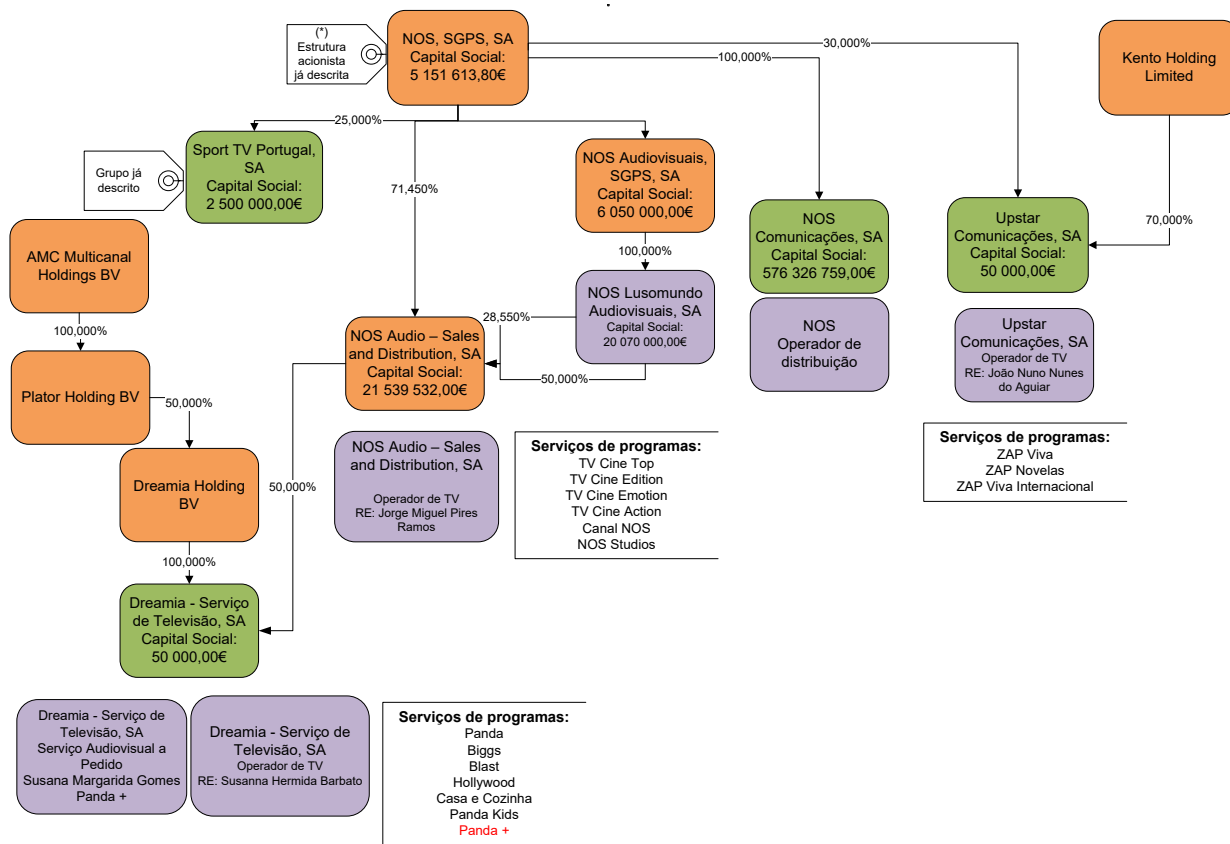 (*)
Estrutura
acionista
já descrita
NOS, SGPS, SA
Capital Social:
5 151 613,80€
30,000%
100,000%
Kento Holding
Limited
25,000%
Sport TV Portugal,
SA
Capital Social:
2 500 000,00€
Grupo já
descrito
71,450%
NOS Audiovisuais,
SGPS, SA
Capital Social:
6 050 000,00€
100,000%
NOS
Comunicações, SA
Capital Social:
576 326 759,00€
Upstar
Comunicações, SA
Capital Social:
50 000,00€
70,000%
AMC Multicanal
Holdings BV
100,000%
NOS Lusomundo
Audiovisuais, SA
Capital Social:
20 070 000,00€
28,550%
50,000%
NOS Audio – Sales
and Distribution, SA
Capital Social:
21 539 532,00€
NOS
Operador de
distribuição
Upstar
Comunicações, SA
Operador de TV
RE: João Nuno Nunes
do Aguiar
Plator Holding BV
50,000%
Dreamia Holding
BV
50,000%
NOS Audio – Sales
and Distribution, SA
Operador de TV
RE: Jorge Miguel Pires
Ramos
Serviços de programas:
TV Cine Top
TV Cine Edition
TV Cine Emotion
TV Cine Action
Canal NOS
NOS Studios
Serviços de programas:
ZAP Viva
ZAP Novelas
ZAP Viva Internacional
100,000%
Dreamia - Serviço
de Televisão, SA
Capital Social:
50 000,00€
Dreamia - Serviço de
Televisão, SA
Serviço Audiovisual a
Pedido
Susana Margarida Gomes
Panda +
Dreamia - Serviço de
Televisão, SA
Operador de TV
RE: Susanna Hermida Barbato
Serviços de programas:
Panda
Biggs
Blast
Hollywood
Casa e Cozinha
Panda Kids
Panda +